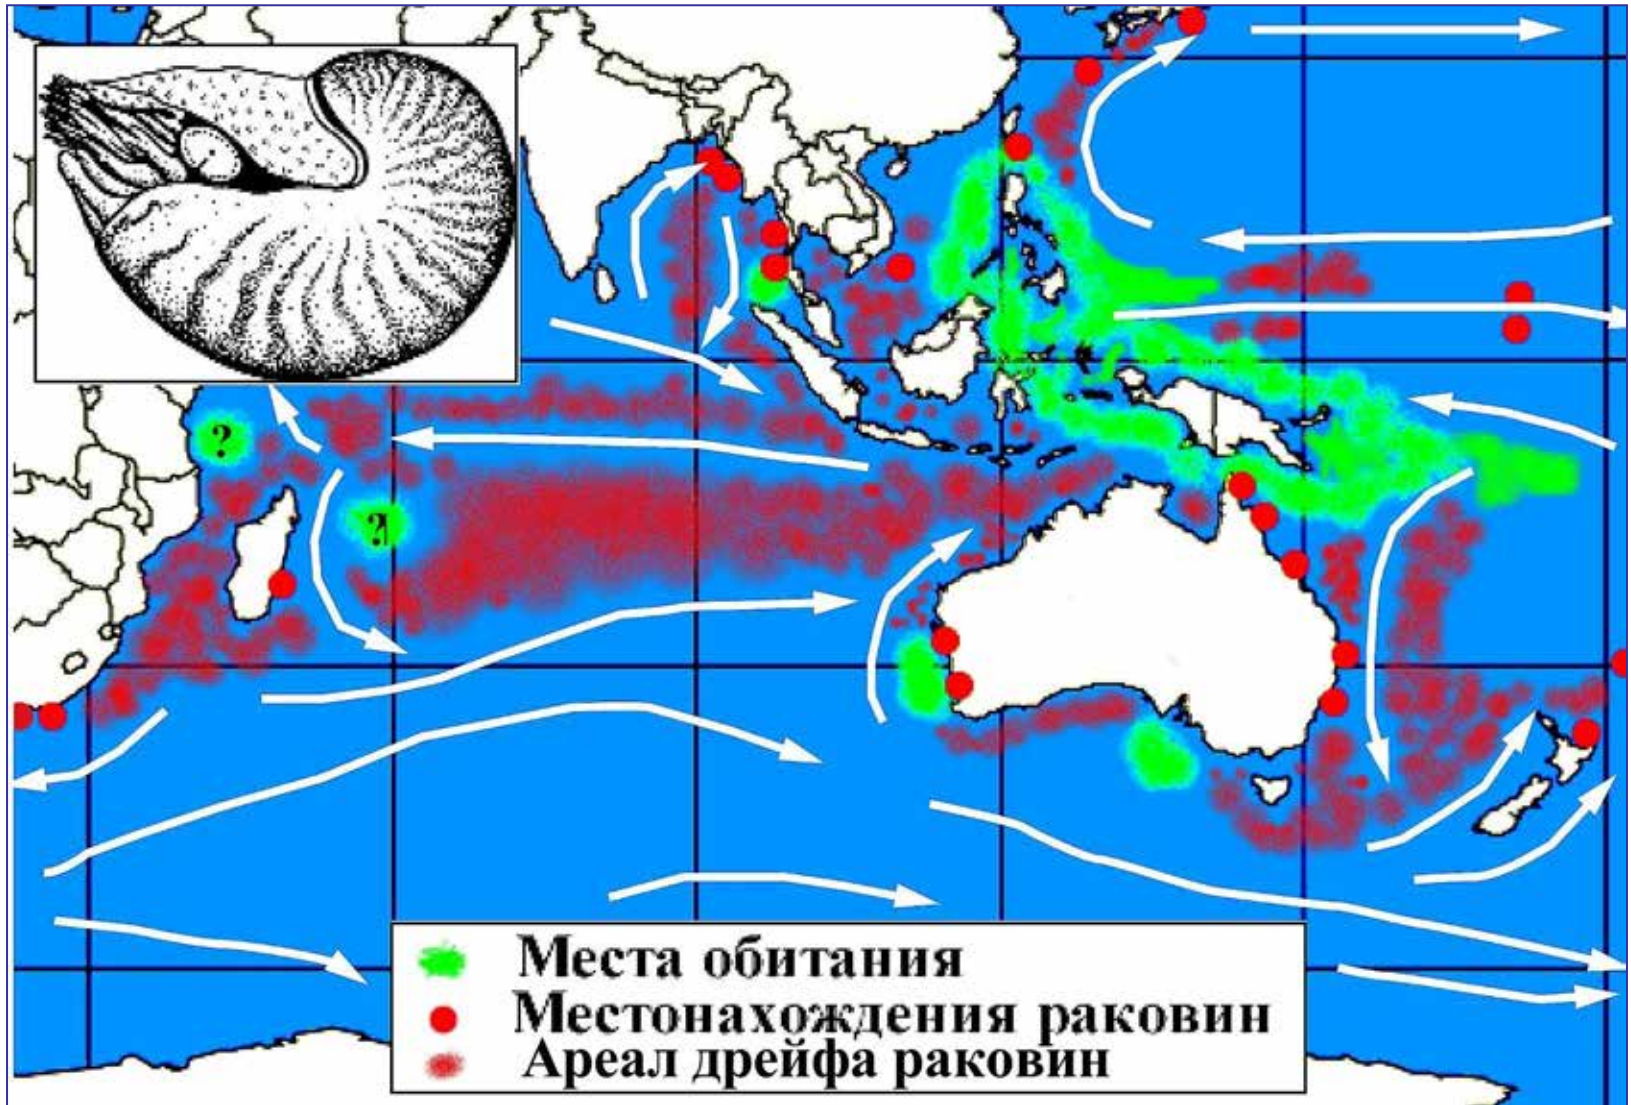 ?
?
Места обитания
Местонахождения раковин
Ареал дрейфа раковин